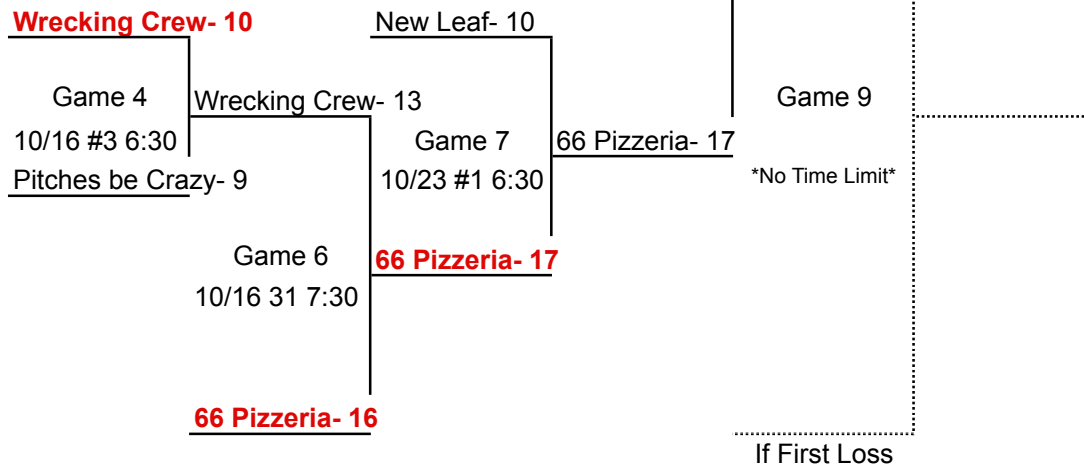 Wrecking Crew- 10
New Leaf- 10
Game 4
Wrecking Crew- 13
Game 9
10/16 #3 6:30
Game 7
66 Pizzeria- 17
Pitches be Crazy- 9
10/23 #1 6:30
*No Time Limit*
Game 6
66 Pizzeria- 17
10/16 31 7:30
66 Pizzeria- 16
If First Loss